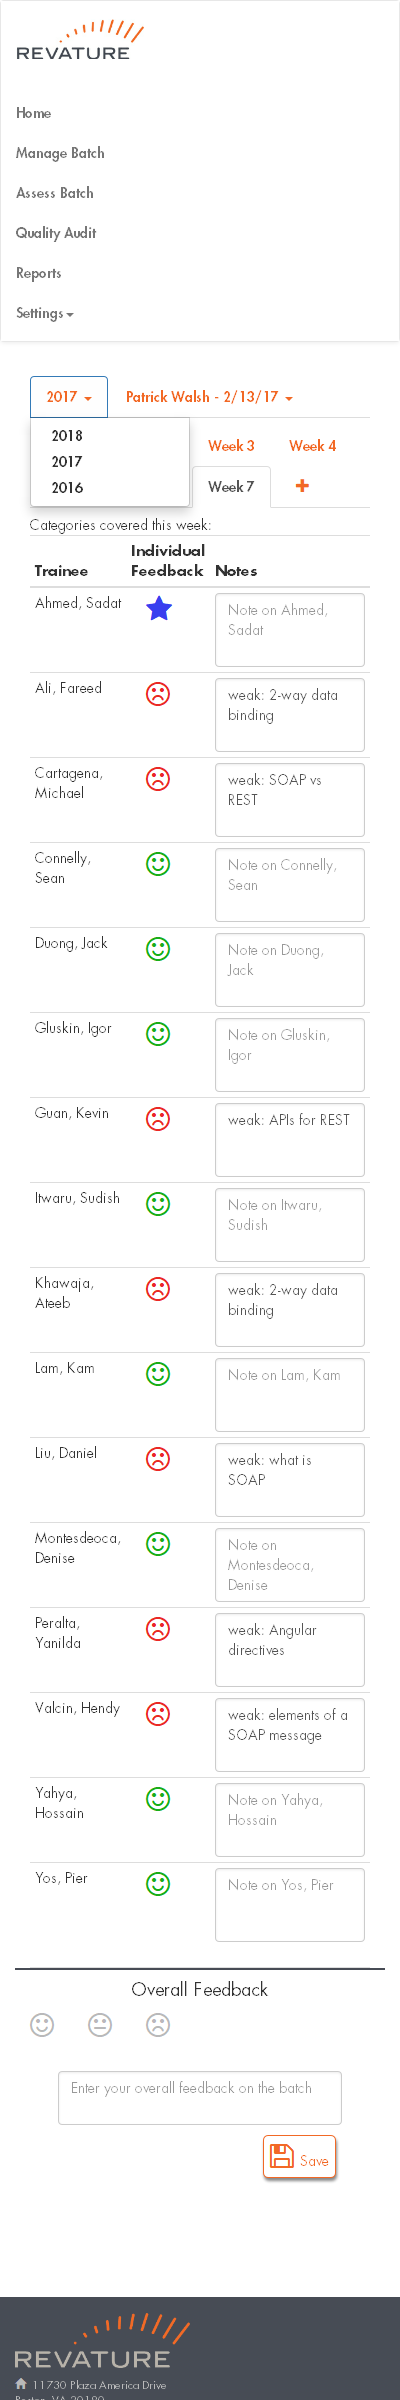 REVATURE
Home
Manage Batch
Assess Batch
Quality Audit
Reports
Settings
2017 Patrick Walsh - 2/13/17
2018
2017
2016
Week 3 Week 4
Week 7
Categories covered this week:
Trainee Individual Feedback Notes
Ahmed, Sadat
Note on Ahmed,
Sadat
Ali, Fareed
weak: 2-way data
binding
Cartagena,
Michael
weak: SOAP vs
REST
Connelly,
Sean
Note on Connelly,
Sean
Duong, Jack
Note on Duong,
Jack
Gluskin, Igor
Note on Gluskin,
Igor
Guan, Kevin
weak: APIs for REST
Itwaru, Sudish
Note on Itwaru,
Sudish
Khawaja,
Ateeb
weak: 2-way data
binding
Lam, Kam
Note on Lam, Kam
Liu, Daniel
weak: what is
SOAP
Montesdeoca,
Denise
Note on
Montesdeoca,
Denise
Peralta,
Yanilda
weak: Angular
directives
Valcin, Hendy
weak: elements of a
SOAP message
Yahya,
Hossain
Note on Yahya,
Hossain
Yos, Pier
Note on Yos, Pier
Overall Feedback
Enter your overall feedback on the batch
Save
REVATURE
11730 Plaza America Drive